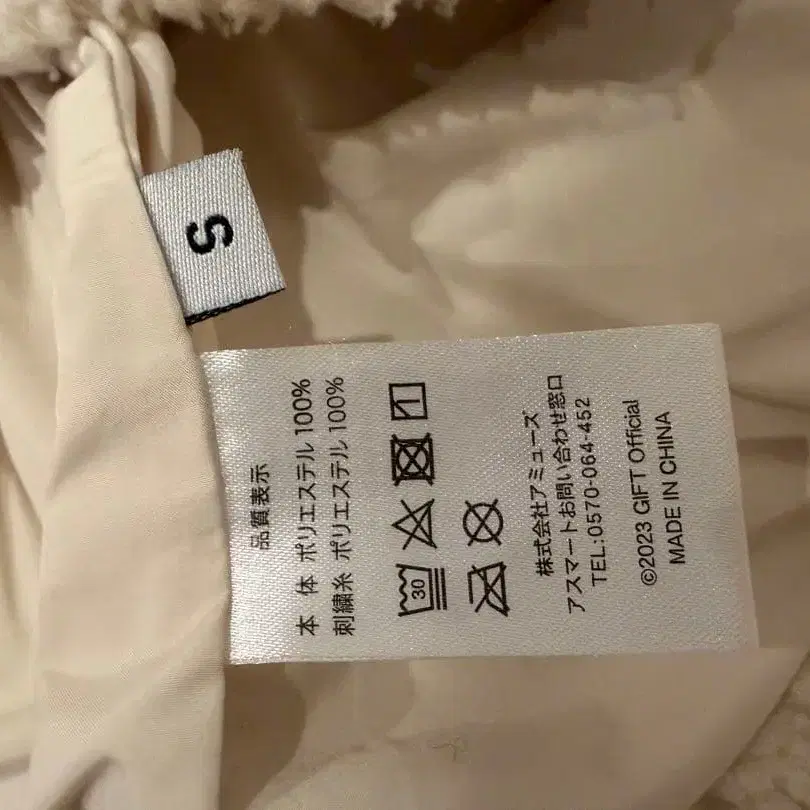 S
品質表示
本 体 ポリエステル 100%
刺繍糸 ポリエステル 100%
30
株式会社アミューズ
アスマートお問い合わせ窓口
TEL:0570-064-452
©2023 GIFT Official
MADE IN CHINA